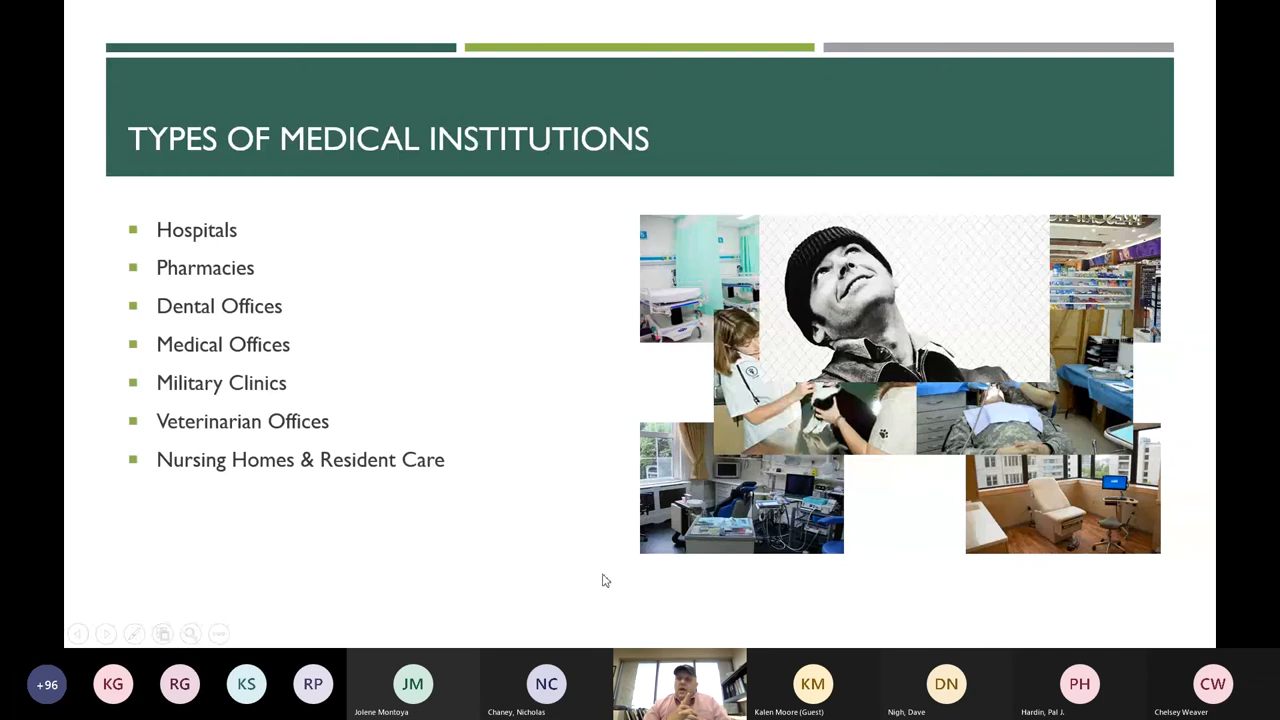 TYPES OF MEDICAL INSTITUTIONS
Hospitals
Pharmacies
Dental Offices
Medical Offices
Military Clinics
Veterinarian Offices
Nursing Homes & Resident Care
+96
KG
RG
KS
RP
JM
NC
KM
DN
PH
CW
Jolene Montoya
Chaney, Nicholas
Kalen Moore (Guest)
Nigh, Dave
Hardin, Pal J.
Chelsey Weaver